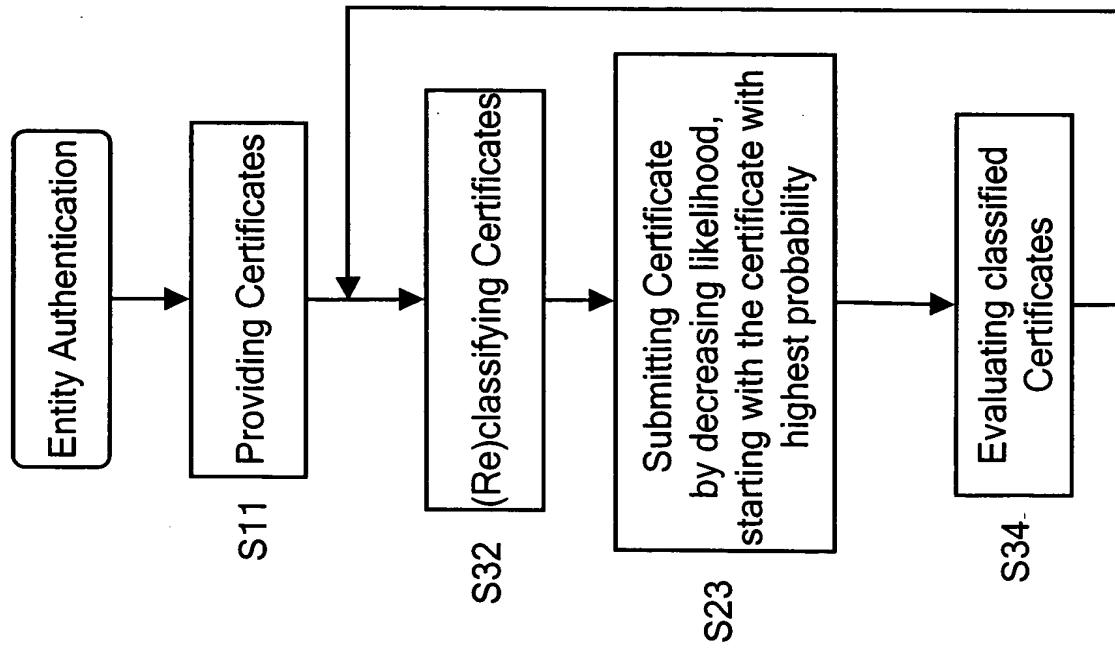 Entity Authentication
Providing Certificates
S11
(Re)classifying Certificates
S32
Submitting Certificate
by decreasing likelihood,
starting with the certificate with
highest probability
S23
Evaluating classified
Certificates
S34